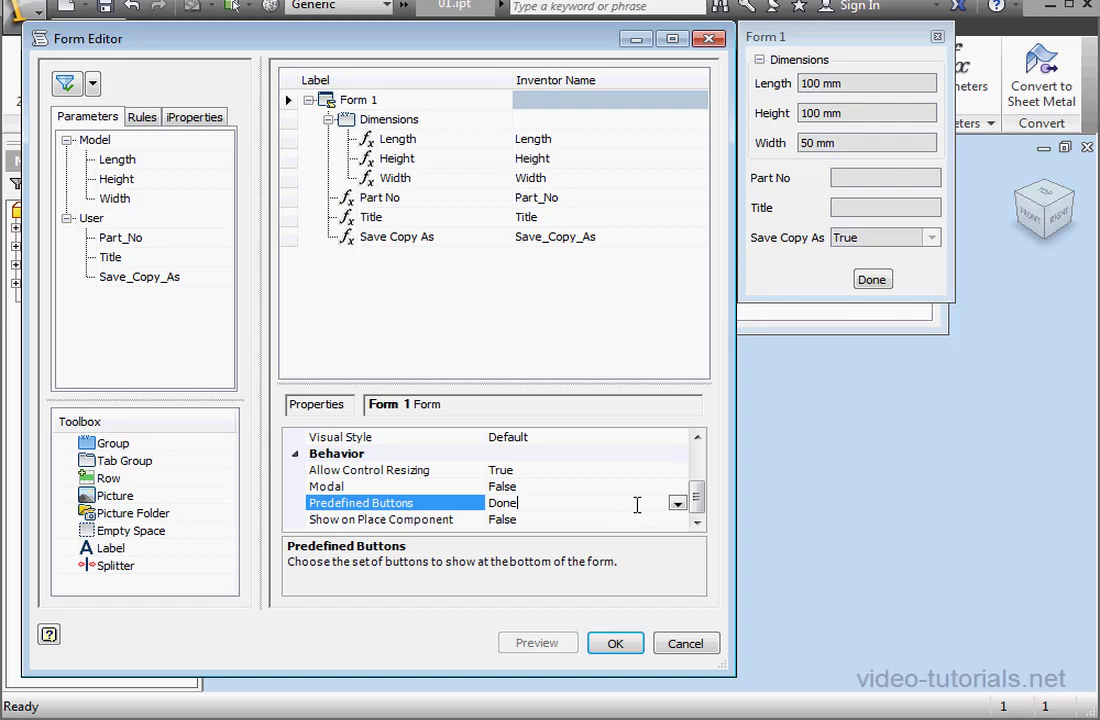 Generic
01.ipt
Type a keyword or phrase
Sign In
Form Editor
Parameters
Rules
iProperties
Model
Length
Height
Width
User
Part_No
Title
Save_Copy_As
Toolbox
Group
Tab Group
Row
Picture
Picture Folder
Empty Space
Label
Splitter
Label Inventor Name
Form 1
Dimensions
Length Length
Height Height
Width Width
Part No Part_No
Title Title
Save Copy As Save_Copy_As
Properties Form 1 Form
Visual Style Default
Behavior
Allow Control Resizing True
Modal False
Predefined Buttons Done
Show on Place Component False
Predefined Buttons
Choose the set of buttons to show at the bottom of the form.
Preview OK Cancel
Form 1
Dimensions
Length 100 mm
Height 100 mm
Width 50 mm
Part No
Title
Save Copy As True
Done
Convert to
Sheet Metal
Convert
TOP
FRONT
RIGHT
video-tutorials.net
Ready 1 1